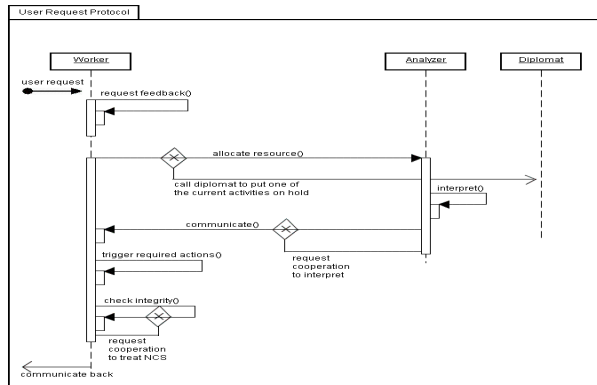 User Request Protocol
Worker
Analyzer
Diplomat
user request
request feedback()
allocate resource()
call diplomat to put one of
the current activities on hold
interpret()
communicate()
request
cooperation
to interpret
trigger required actions()
check integrity()
request
cooperation
to treat NCS
communicate back